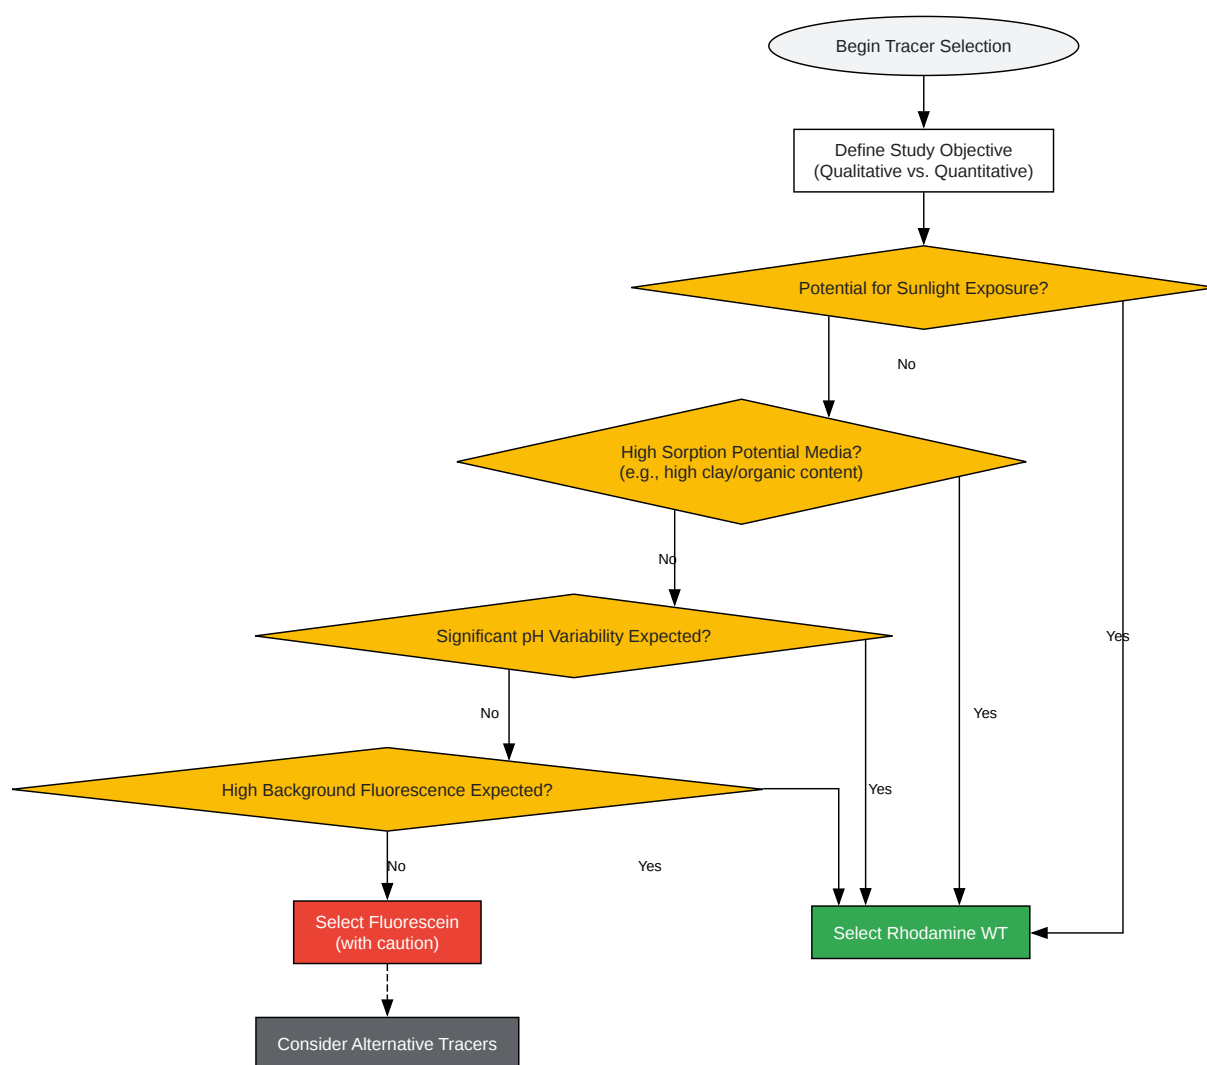 Begin Tracer Selection
Define Study Objective
(Qualitative vs. Quantitative)
Potential for Sunlight Exposure?
No
High Sorption Potential Media?
(e.g., high clay/organic content)
No
Significant pH Variability Expected?
Yes
No
Yes
High Background Fluorescence Expected?
Yes
No
Yes
Select Fluorescein
(with caution)
Select Rhodamine WT
Consider Alternative Tracers